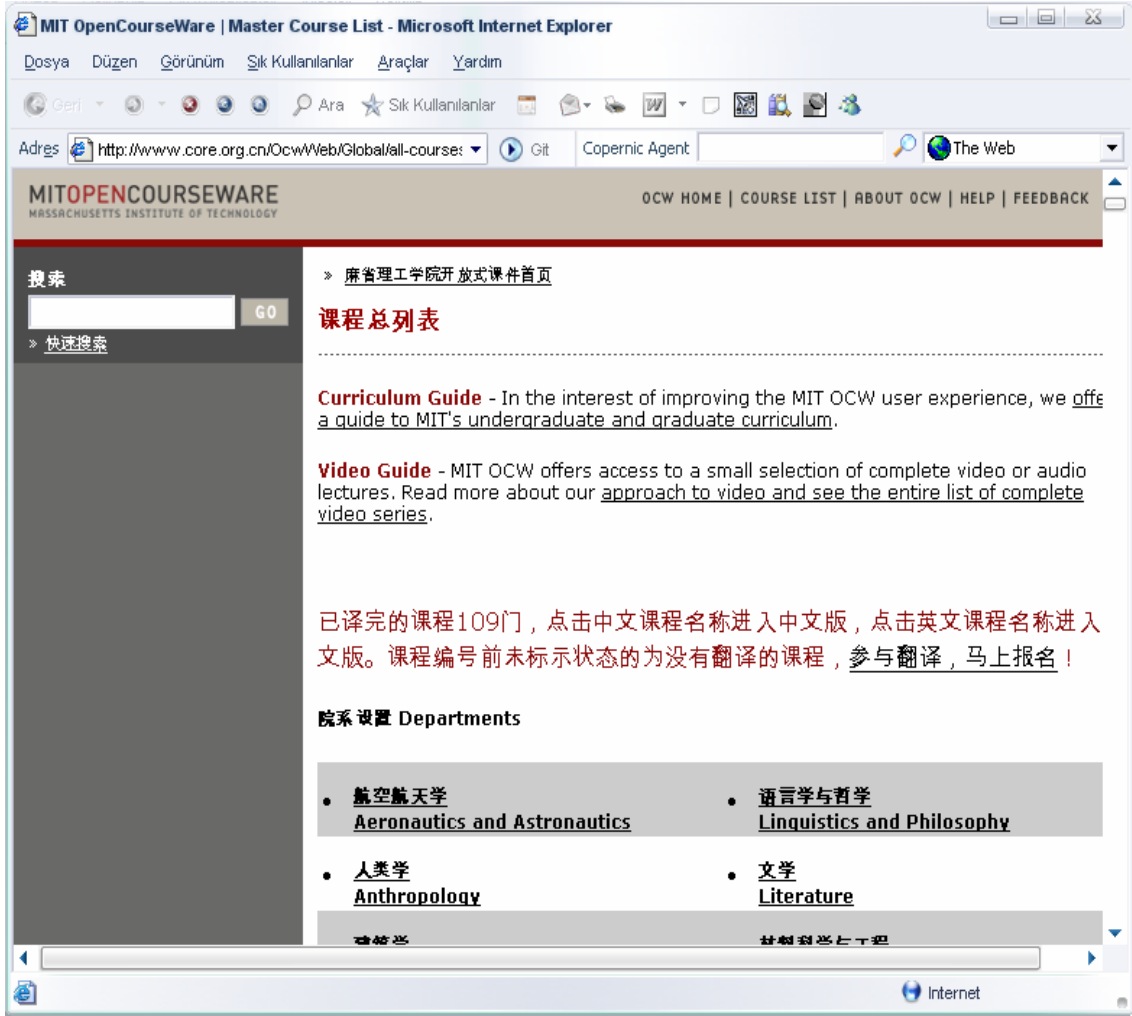 MIT OpenCourseWare | Master Course List - Microsoft Internet Explorer
Dosya Düzen Görünüm Sık Kullanılanlar Araçlar Yardım
Geri Ara Sık Kullanılanlar
Adres http://www.core.org.cn/OcwWeb/Global/all-courses Git Copernic Agent The Web
MITOPENCOURSEWARE
MASSACHUSETTS INSTITUTE OF TECHNOLOGY
OCW HOME | COURSE LIST | ABOUT OCW | HELP | FEEDBACK
搜索
GO
» 快速搜索
» 麻省理工学院开放式课件首页
课程总列表
Curriculum Guide - In the interest of improving the MIT OCW user experience, we offe
a guide to MIT's undergraduate and graduate curriculum.
Video Guide - MIT OCW offers access to a small selection of complete video or audio
lectures. Read more about our approach to video and see the entire list of complete
video series.
已译完的课程109门，点击中文课程名称进入中文版，点击英文课程名称进入
文版。课程编号前未标示状态的为没有翻译的课程，参与翻译，马上报名！
院系设置 Departments
• 航空航天学
Aeronautics and Astronautics
• 语言学与哲学
Linguistics and Philosophy
• 人类学
Anthropology
• 文学
Literature
建筑学
材料科学与工程
Internet